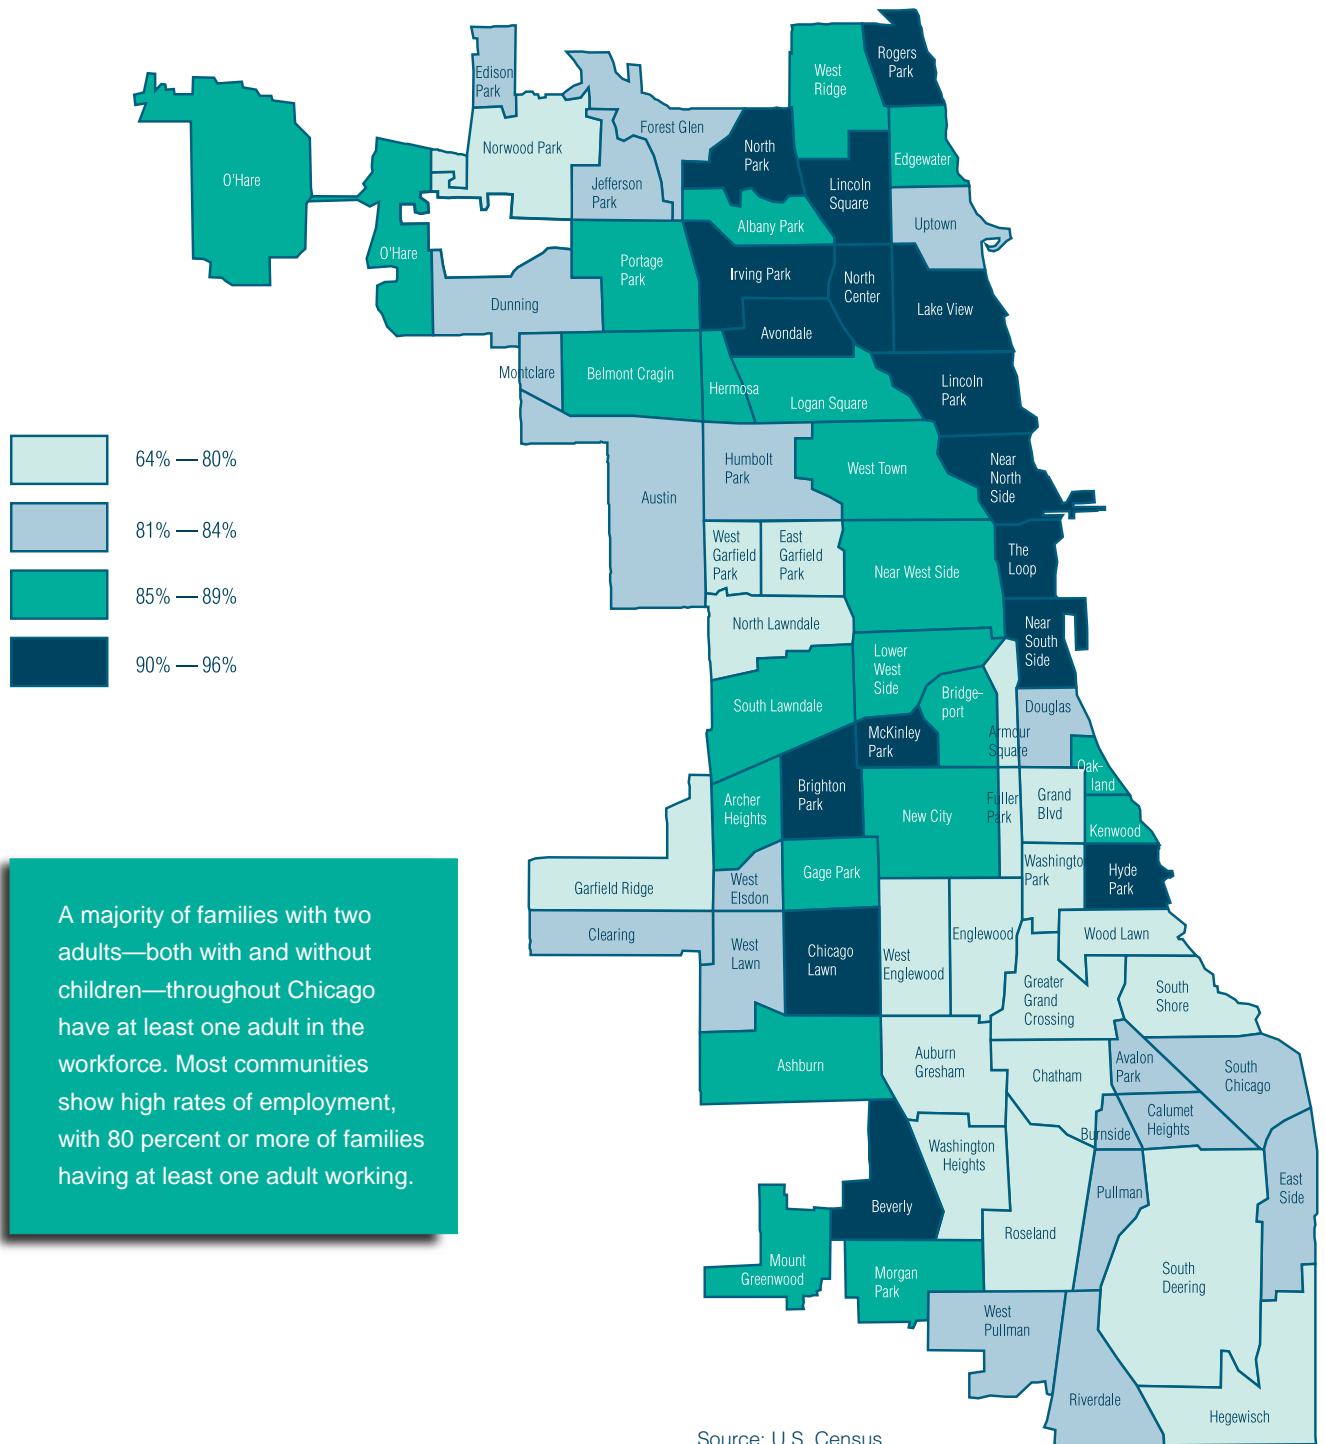 Rogers
Park
West
Ridge
Edison
Park
Forest Glen
Norwood Park
North
Park
Edgewater
O'Hare
Jefferson
Park
Lincoln
Square
Albany Park
Uptown
O'Hare
Portage
Park
Irving Park
North
Center
Dunning
Lake View
Avondale
Montclare
Belmont Cragin
Hermosa
Lincoln
Park
Logan Square
64% — 80%
81% — 84%
85% — 89%
90% — 96%
Humbolt
Park
West Town
Near
North
Side
Austin
West
Garfield
Park
East
Garfield
Park
Near West Side
The
Loop
North Lawndale
Near
South
Side
Lower
West
Side
South Lawndale
Bridge–
port
Douglas
McKinley
Park
Armour
Square
Oak–
land
Archer
Heights
Brighton
Park
New City
Fuller
Park
Grand
Blvd
Kenwood
Garfield Ridge
West
Elsdon
Gage Park
Washingto
Park
Hyde
Park
Clearing
West
Lawn
Chicago
Lawn
West
Englewood
Englewood
Wood Lawn
Greater
Grand
Crossing
South
Shore
Ashburn
Auburn
Gresham
Chatham
Avalon
Park
South
Chicago
Burnside
Calumet
Heights
Washington
Heights
Beverly
Pullman
East
Side
Roseland
Mount
Greenwood
Morgan
Park
South
Deering
West
Pullman
Riverdale
Hegewisch
A majority of families with two
adults—both with and without
children—throughout Chicago
have at least one adult in the
workforce. Most communities
show high rates of employment,
with 80 percent or more of families
having at least one adult working.
Source: U.S. Census